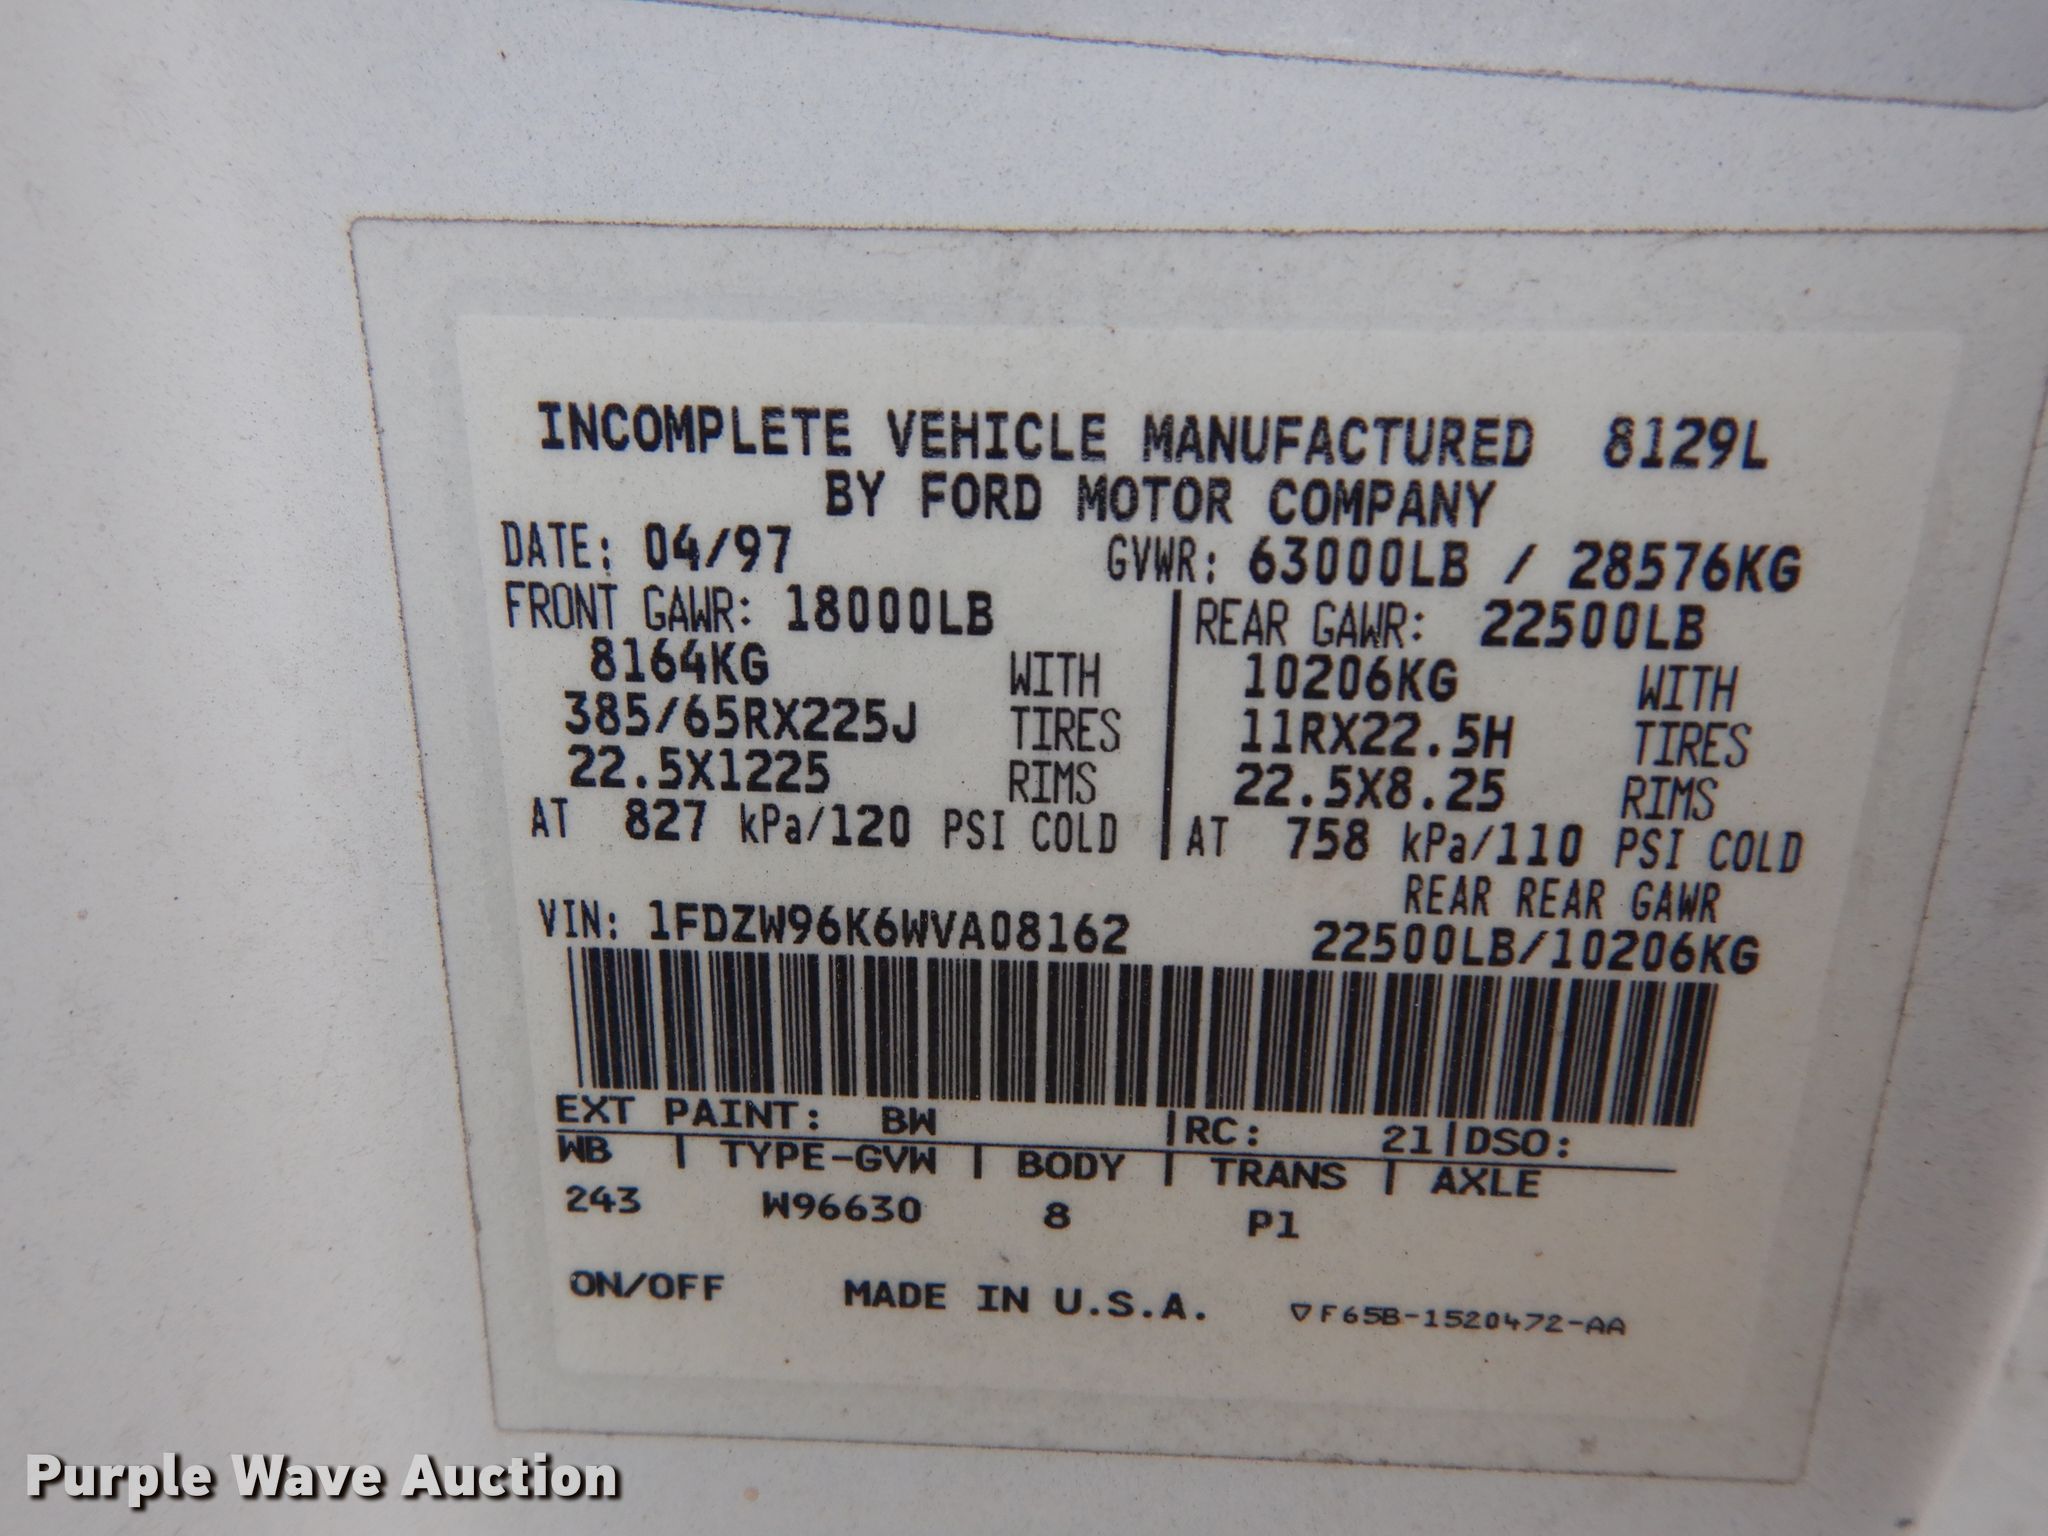 INCOMPLETE VEHICLE MANUFACTURED 8129L
BY FORD MOTOR COMPANY
DATE: 04/97 GVWR: 63000LB / 28576KG
FRONT GAWR: 18000LB REAR GAWR: 22500LB
8164KG WITH 10206KG WITH
385/65RX225J TIRES 11RX22.5H TIRES
22.5X1225 RIMS 22.5X8.25 RIMS
AT 827 kPa/120 PSI COLD AT 758 kPa/110 PSI COLD
REAR REAR GAWR
VIN: 1FDZW96K6WVA08162 22500LB/10206KG
EXT PAINT: BW |RC: 21|DSO:
WB | TYPE-GVW | BODY | TRANS | AXLE
243 W96630 8 P1
ON/OFF MADE IN U.S.A. ▽F65B-1520472-AA
Purple Wave Auction